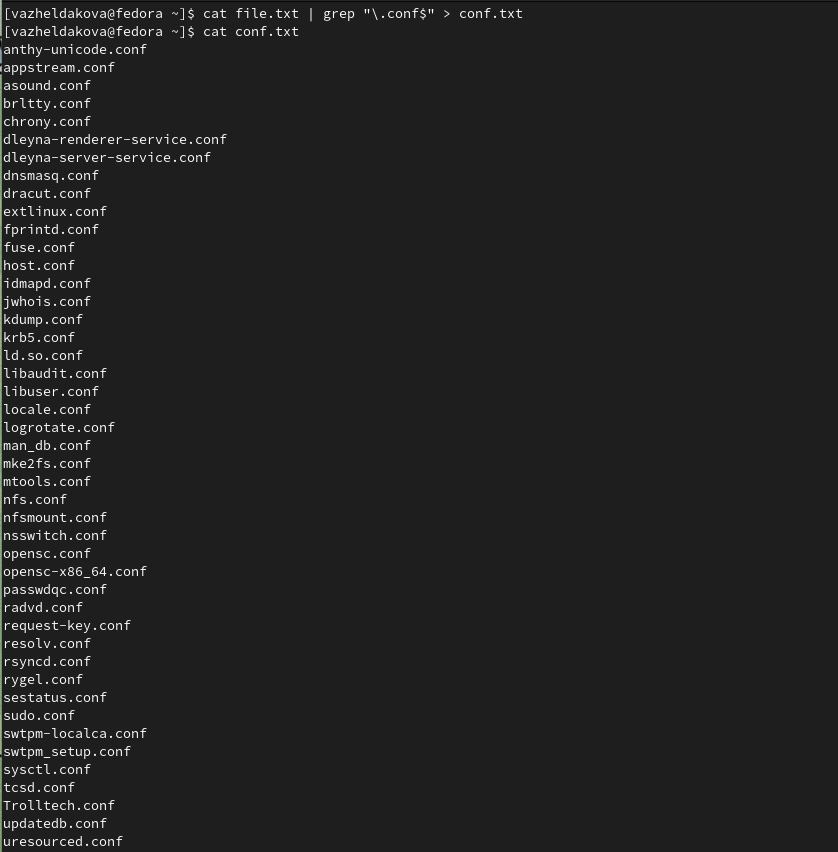 [vazheldakova@fedora ~]$ cat file.txt | grep "\.conf$" > conf.txt
[vazheldakova@fedora ~]$ cat conf.txt
anthy-unicode.conf
appstream.conf
asound.conf
brltty.conf
chrony.conf
dleyna-renderer-service.conf
dleyna-server-service.conf
dnsmasq.conf
dracut.conf
extlinux.conf
fprintd.conf
fuse.conf
host.conf
idmapd.conf
jwhois.conf
kdump.conf
krb5.conf
ld.so.conf
libaudit.conf
libuser.conf
locale.conf
logrotate.conf
man_db.conf
mke2fs.conf
mtools.conf
nfs.conf
nfsmount.conf
nsswitch.conf
opensc.conf
opensc-x86_64.conf
passwdqc.conf
radvd.conf
request-key.conf
resolv.conf
rsyncd.conf
rygel.conf
sestatus.conf
sudo.conf
swtpm-localca.conf
swtpm_setup.conf
sysctl.conf
tcsd.conf
Trolltech.conf
updatedb.conf
uresourced.conf